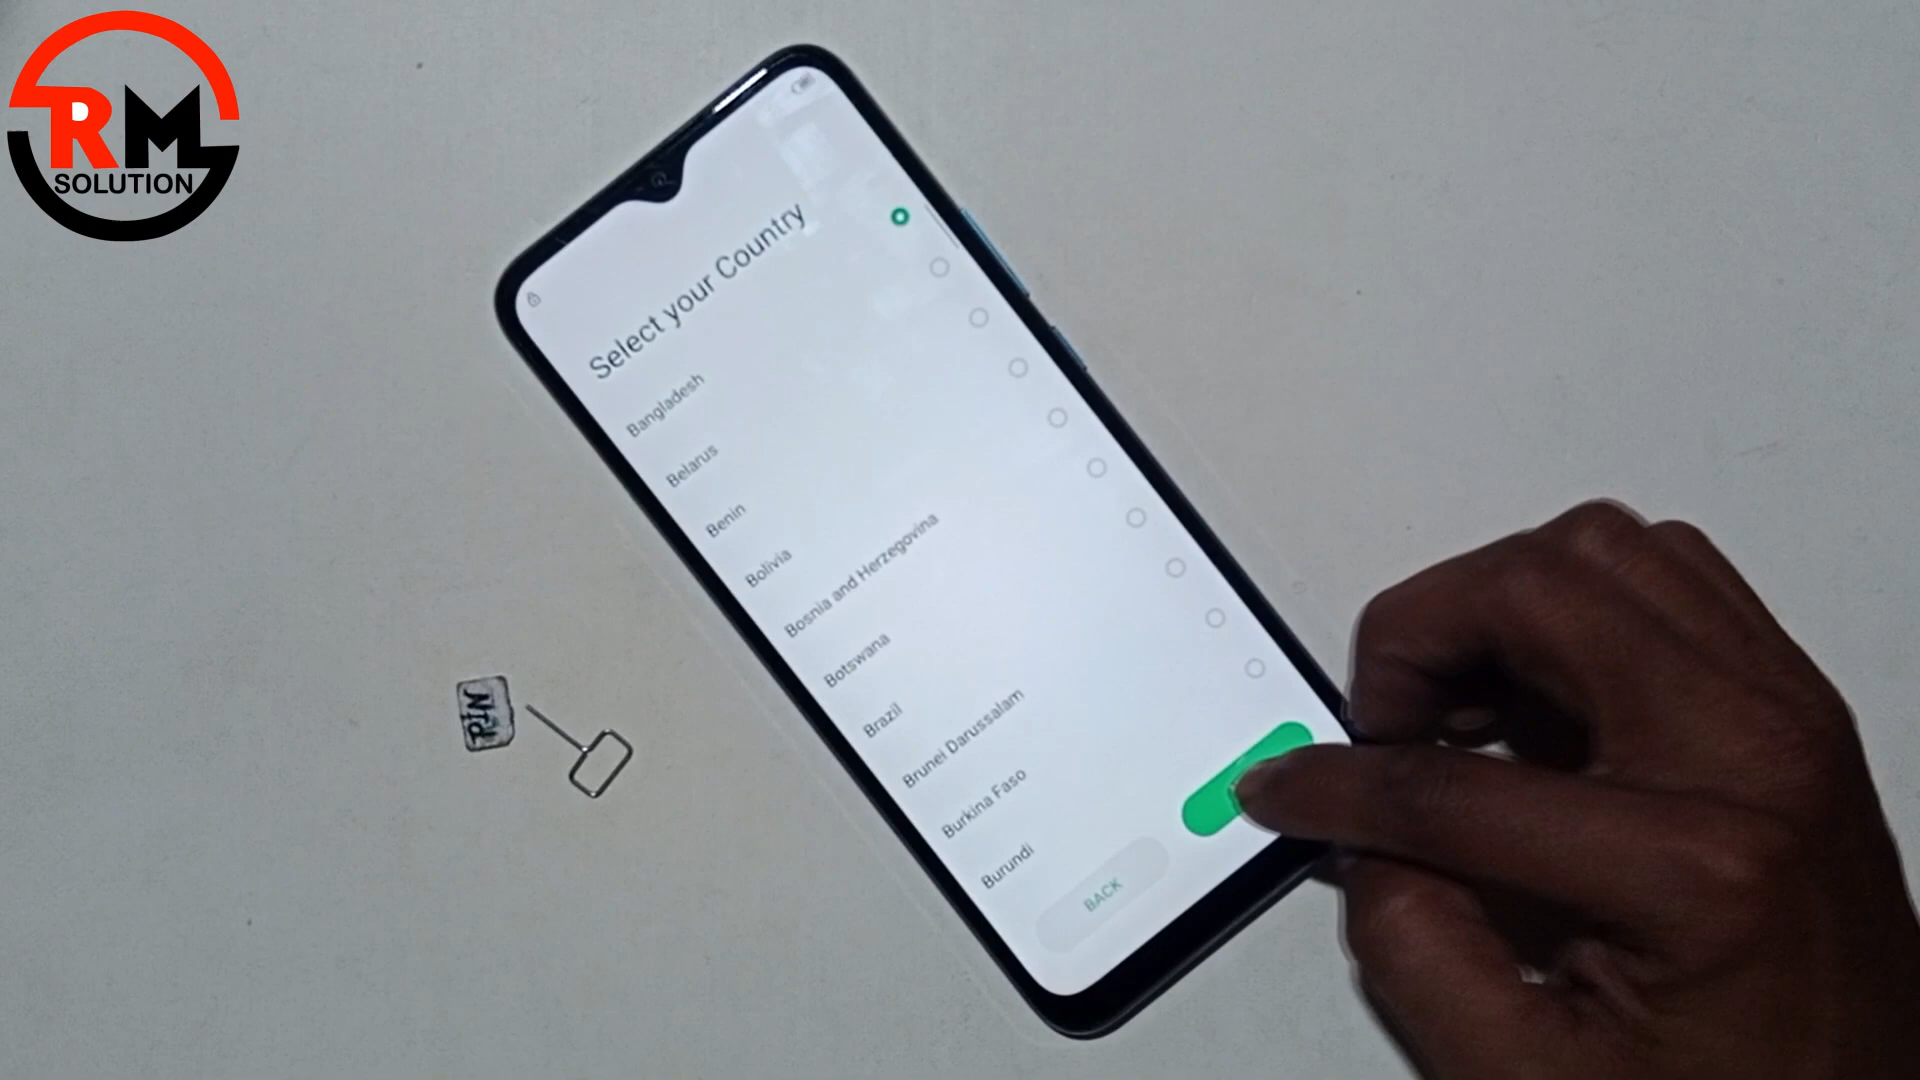 RM
SOLUTION
Select your Country
Bangladesh
Belarus
Benin
Bolivia
Bosnia and Herzegovina
Botswana
Brazil
Brunei Darussalam
Burkina Faso
Burundi
BACK
PIN